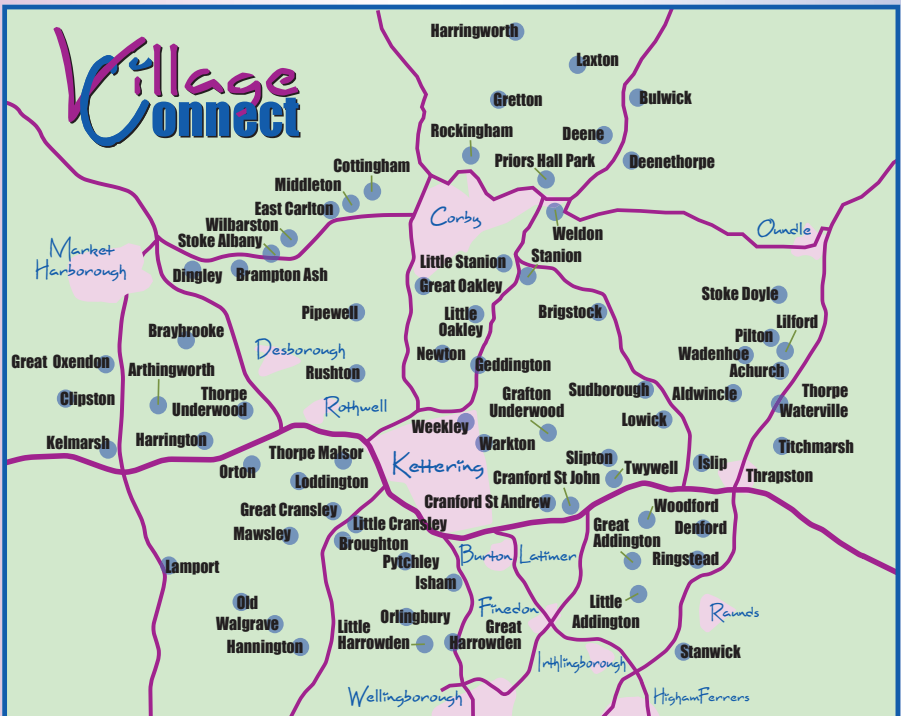 Village
Connect
Harringworth
Laxton
Gretton
Bulwick
Rockingham
Deene
Priors Hall Park
Deenethorpe
Cottingham
Middleton
East Carlton
Corby
Wilbarston
Stoke Albany
Weldon
Oundle
Market
Harborough
Stanion
Little Stanion
Dingley
Brampton Ash
Great Oakley
Stoke Doyle
Pipewell
Little
Oakley
Brigstock
Lilford
Braybrooke
Pilton
Desborough
Newton
Wadenhoe
Great Oxendon
Arthingworth
Geddington
Achurch
Rushton
Clipston
Thorpe
Underwood
Grafton
Underwood
Sudborough
Aldwincle
Thorpe
Waterville
Rothwell
Lowick
Weekley
Kelmarsh
Harrington
Warkton
Titchmarsh
Thorpe Malsor
Kettering
Slipton
Islip
Orton
Twywell
Loddington
Cranford St John
Thrapston
Cranford St Andrew
Great Cransley
Woodford
Little Cransley
Great
Addington
Denford
Mawsley
Broughton
Burton Latimer
Ringstead
Pytchley
Lamport
Isham
Old
Finedon
Little
Addington
Raunds
Walgrave
Orlingbury
Little
Harrowden
Great
Harrowden
Hannington
Irthlingborough
Stanwick
Wellingborough
Higham Ferrers